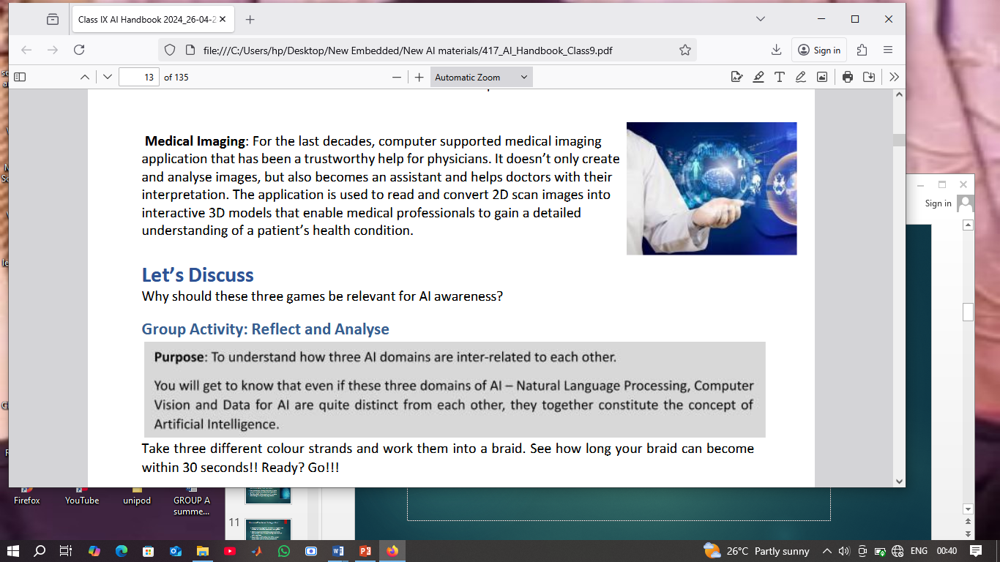 Class IX AI Handbook 2024_26-04-2
file:///C:/Users/hp/Desktop/New Embedded/New AI materials/417_AI_Handbook_Class9.pdf
Sign in
13 of 135
Automatic Zoom
Medical Imaging: For the last decades, computer supported medical imaging
application that has been a trustworthy help for physicians. It doesn't only create
and analyse images, but also becomes an assistant and helps doctors with their
interpretation. The application is used to read and convert 2D scan images into
interactive 3D models that enable medical professionals to gain a detailed
understanding of a patient's health condition.
Let's Discuss
Why should these three games be relevant for AI awareness?
Group Activity: Reflect and Analyse
Purpose: To understand how three AI domains are inter-related to each other.
You will get to know that even if these three domains of AI – Natural Language Processing, Computer
Vision and Data for AI are quite distinct from each other, they together constitute the concept of
Artificial Intelligence.
Take three different colour strands and work them into a braid. See how long your braid can become
within 30 seconds!! Ready? Go!!!
Sign in
Firefox
YouTube
unipod
GROUP A
summe...
11
26°C Partly sunny
ENG
00:40